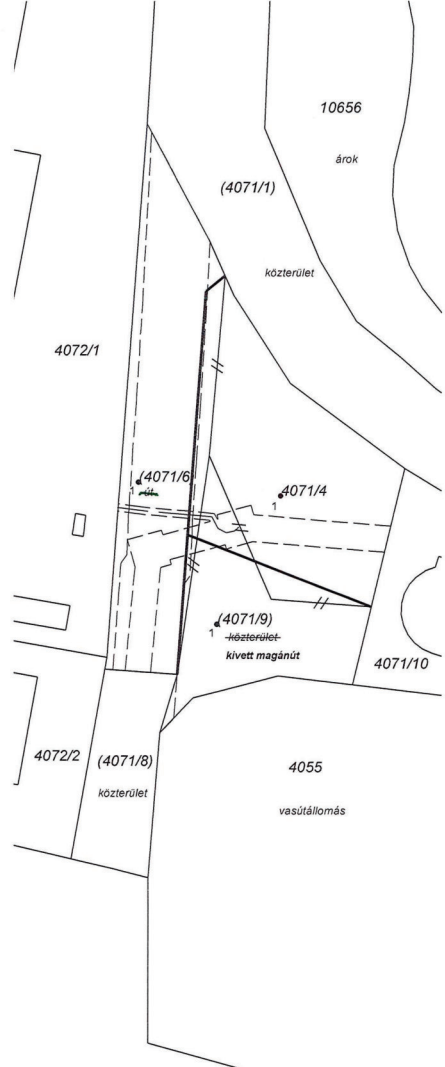 10656
árok
(4071/1)
közterület
4072/1
(4071/6)
1
út
4071/4
1
(4071/9)
1
közterület
kivett magánút
4071/10
4072/2
(4071/8)
közterület
4055
vasútállomás